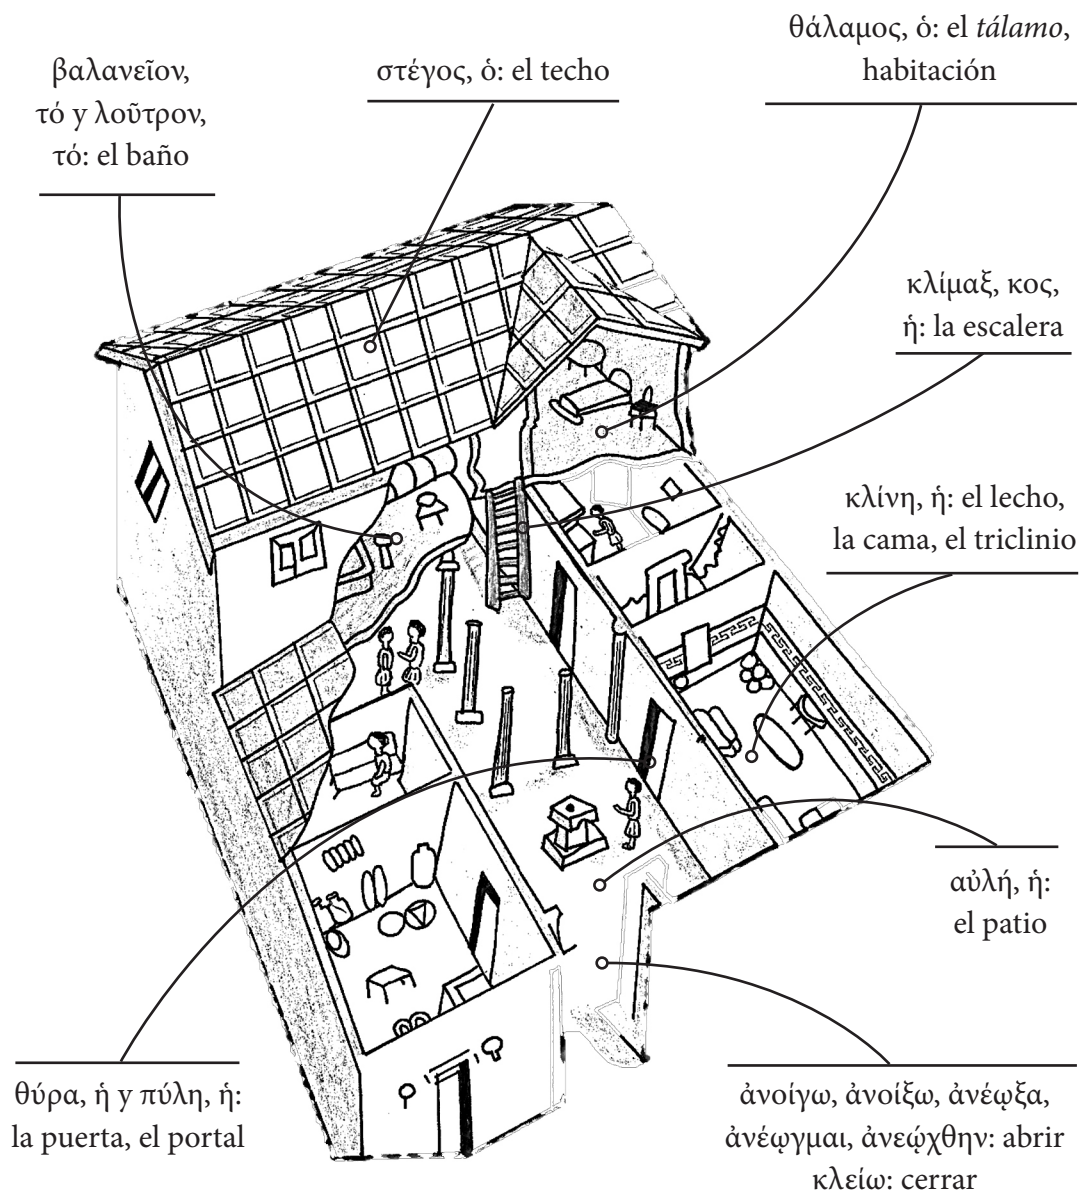 βαλανεῖον,
τό y λοῦτρον,
τό: el baño
στέγος, ὁ: el techo
θάλαμος, ὁ: el tálamo,
habitación
κλίμαξ, κος,
ἡ: la escalera
κλίνη, ἡ: el lecho,
la cama, el triclinio
αὐλή, ἡ:
el patio
θύρα, ἡ y πύλη, ἡ:
la puerta, el portal
ἀνοίγω, ἀνοίξω, ἀνέῳξα,
ἀνέῳγμαι, ἀνεῴχθην: abrir
κλείω: cerrar